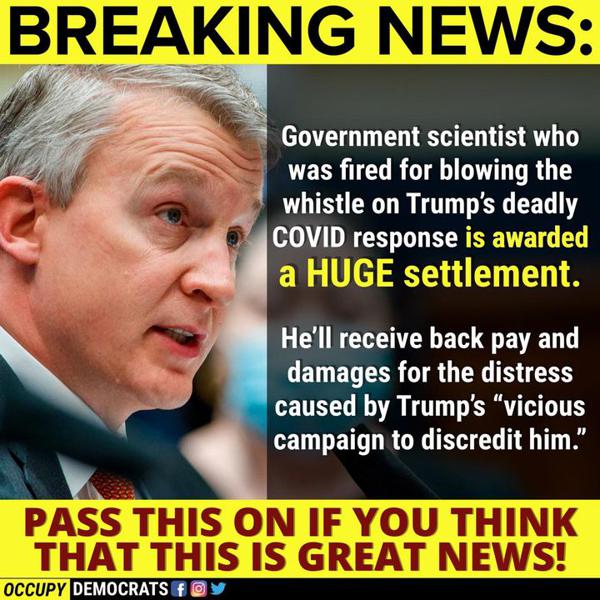 BREAKING NEWS:
Government scientist who
was fired for blowing the
whistle on Trump's deadly
COVID response is awarded
a HUGE settlement.
He'll receive back pay and
damages for the distress
caused by Trump's “vicious
campaign to discredit him.”
PASS THIS ON IF YOU THINK
THAT THIS IS GREAT NEWS!
OCCUPY DEMOCRATS